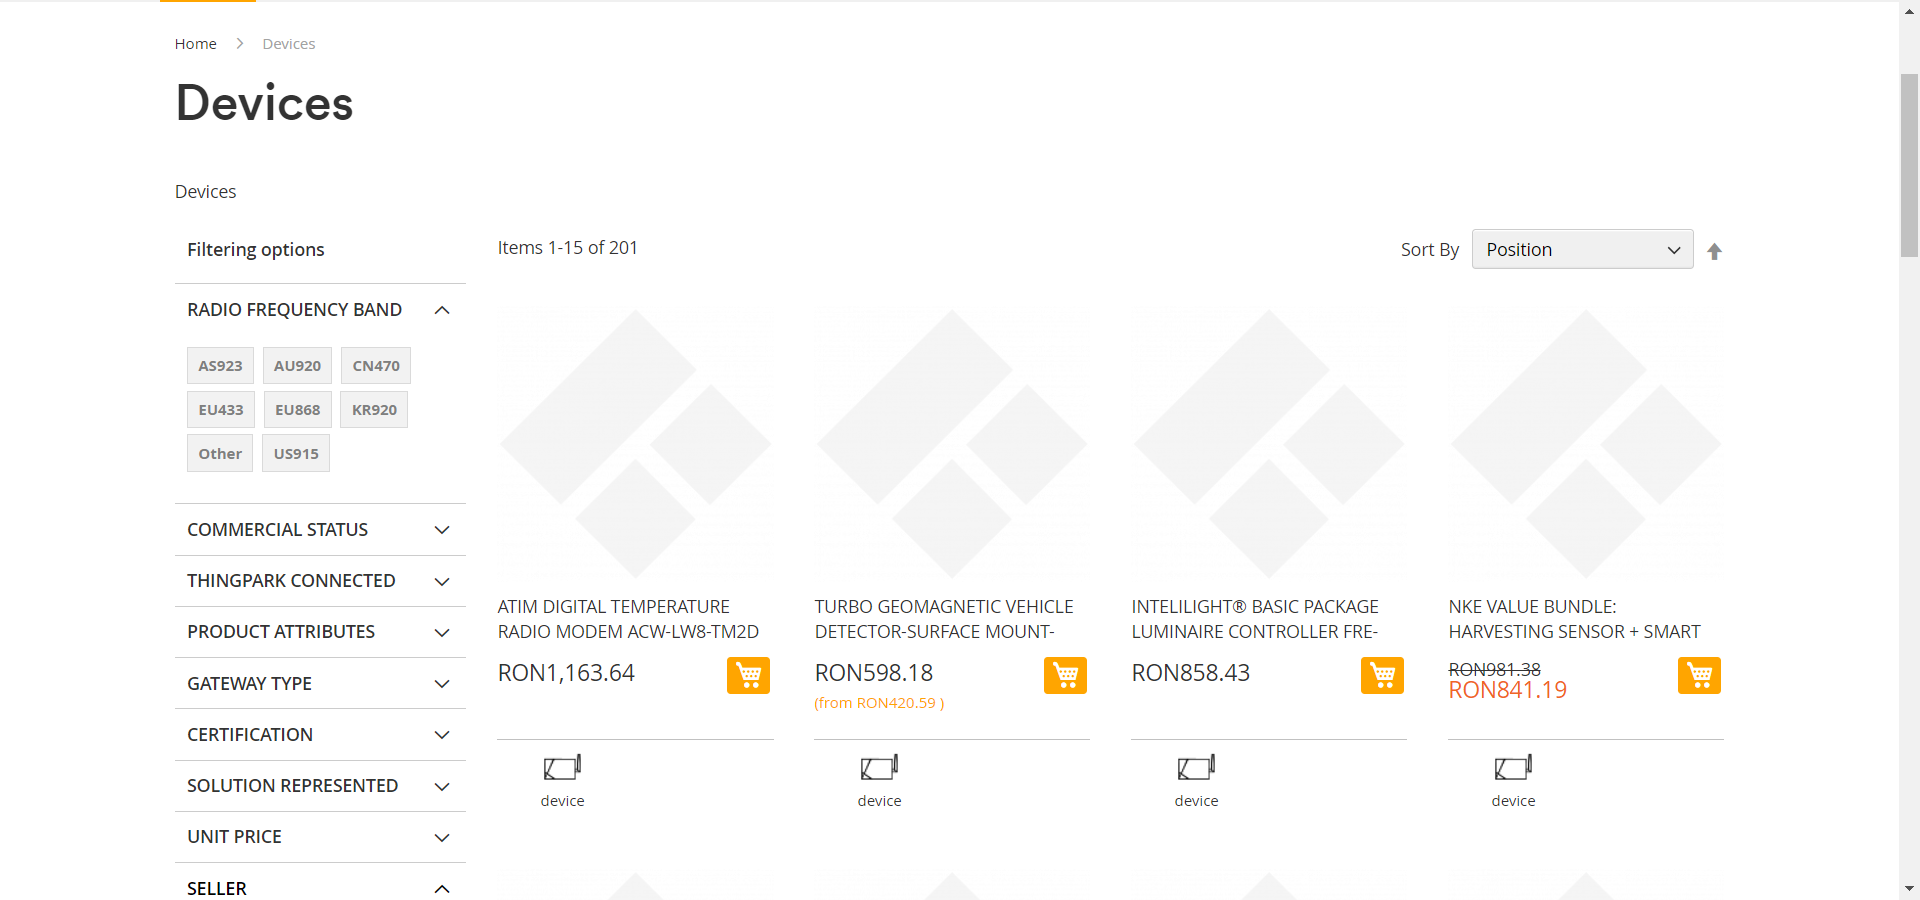 Home
Devices
Devices
Devices
Filtering options
Items 1-15 of 201
Sort By
Position
RADIO FREQUENCY BAND
AS923
AU920
CN470
EU433
EU868
KR920
Other
US915
COMMERCIAL STATUS
THINGPARK CONNECTED
PRODUCT ATTRIBUTES
GATEWAY TYPE
CERTIFICATION
SOLUTION REPRESENTED
UNIT PRICE
SELLER
ATIM DIGITAL TEMPERATURE
RADIO MODEM ACW-LW8-TM2D
RON1,163.64
device
TURBO GEOMAGNETIC VEHICLE
DETECTOR-SURFACE MOUNT-
RON598.18
(from RON420.59 )
device
INTELILIGHT® BASIC PACKAGE
LUMINAIRE CONTROLLER FRE-
RON858.43
device
NKE VALUE BUNDLE:
HARVESTING SENSOR + SMART
RON981.38
RON841.19
device